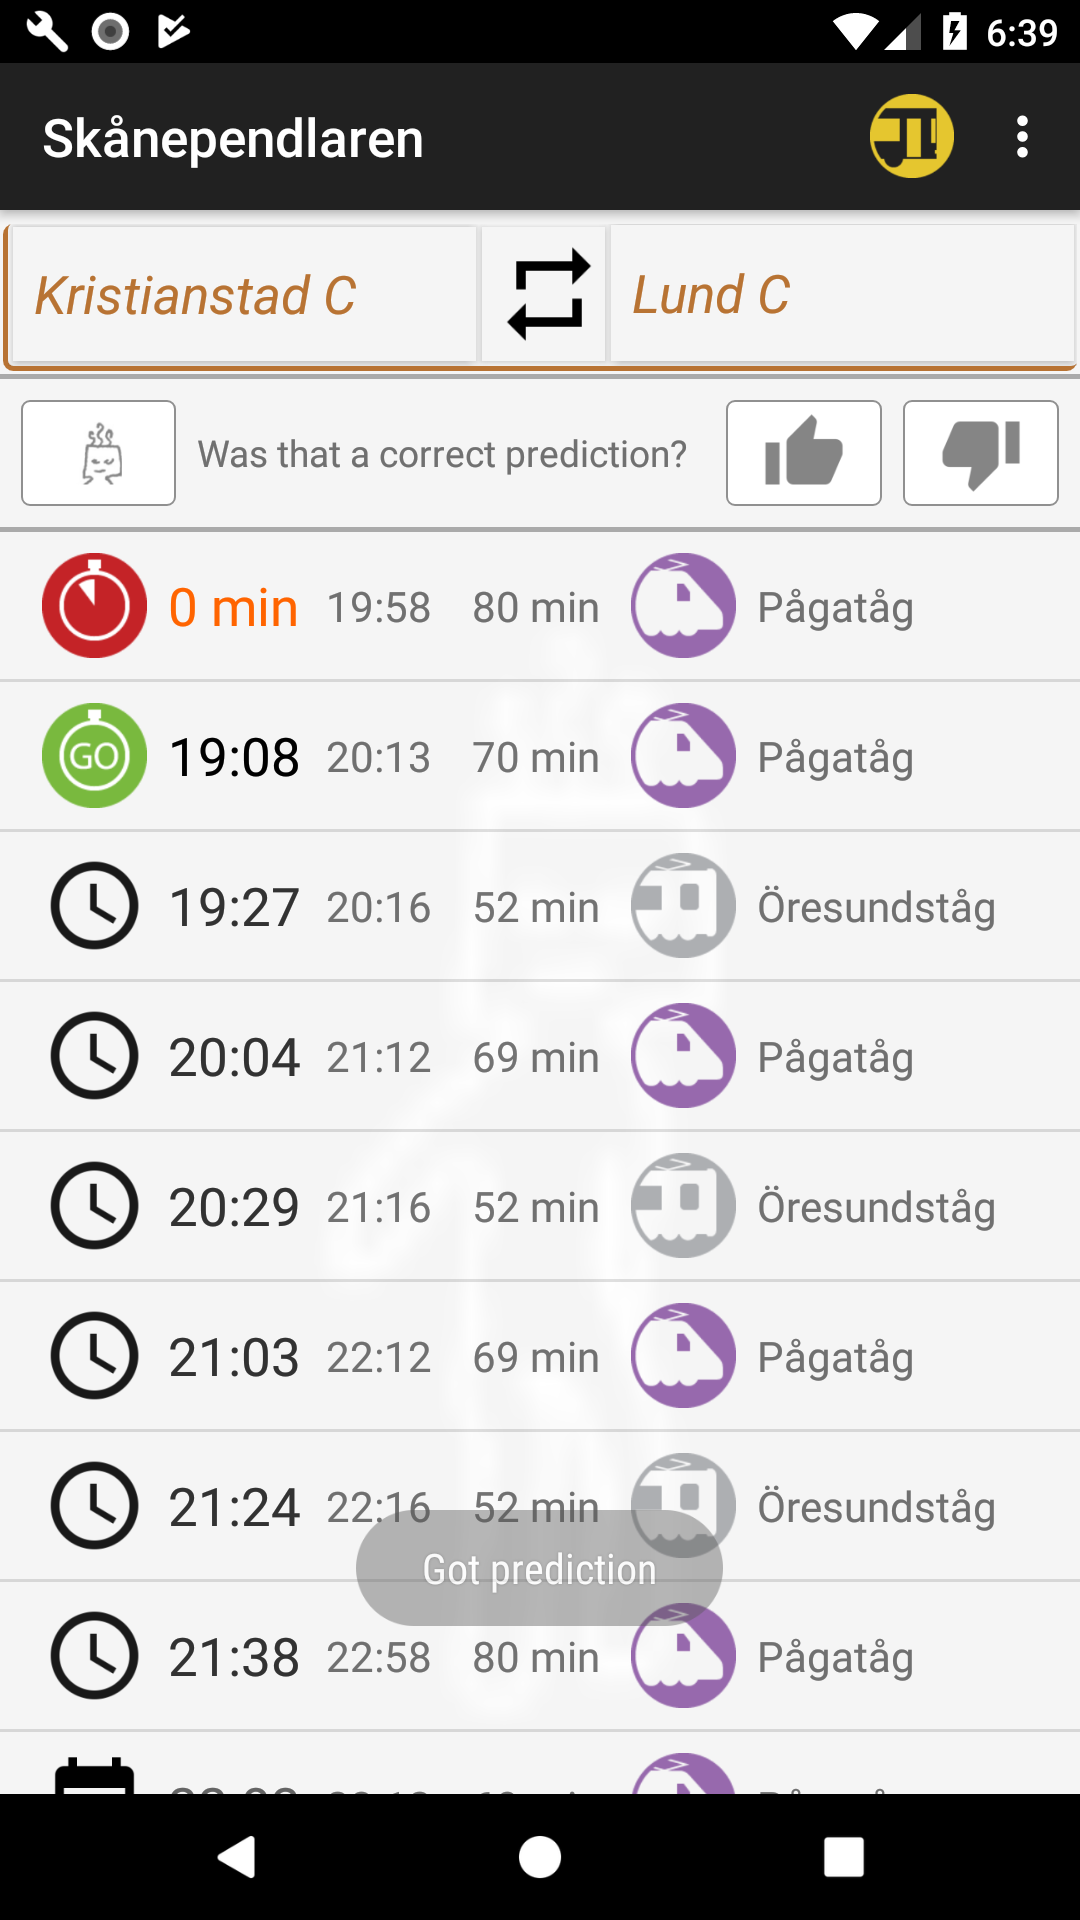 6:39
Skånependlaren
Kristianstad C
Lund C
Was that a correct prediction?
0 min 19:58 80 min Pågatåg
GO 19:08 20:13 70 min Pågatåg
19:27 20:16 52 min Öresundståg
20:04 21:12 69 min Pågatåg
20:29 21:16 52 min Öresundståg
21:03 22:12 69 min Pågatåg
21:24 22:16 52 min Öresundståg
Got prediction
21:38 22:58 80 min Pågatåg